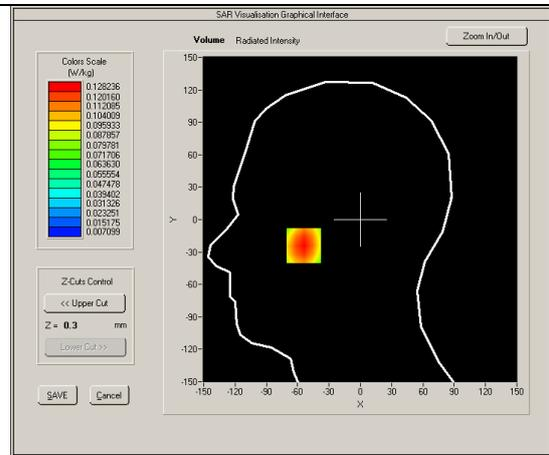 SAR Visualisation Graphical Interface
Volume Radiated Intensity
Zoom In/Out
Colors Scale
(W/kg)
0.128236
0.120160
0.112085
0.104009
0.095933
0.087857
0.079781
0.071706
0.063630
0.055554
0.047478
0.039402
0.031326
0.023251
0.015175
0.007099
Z-Cuts Control
<< Upper Cut
Z = 0.3 mm
Lower Cut >>
SAVE
Cancel
150
120
90
60
30
0
-30
-60
-90
-120
-150
Y
-150 -120 -90 -60 -30 0 30 60 90 120 150
X